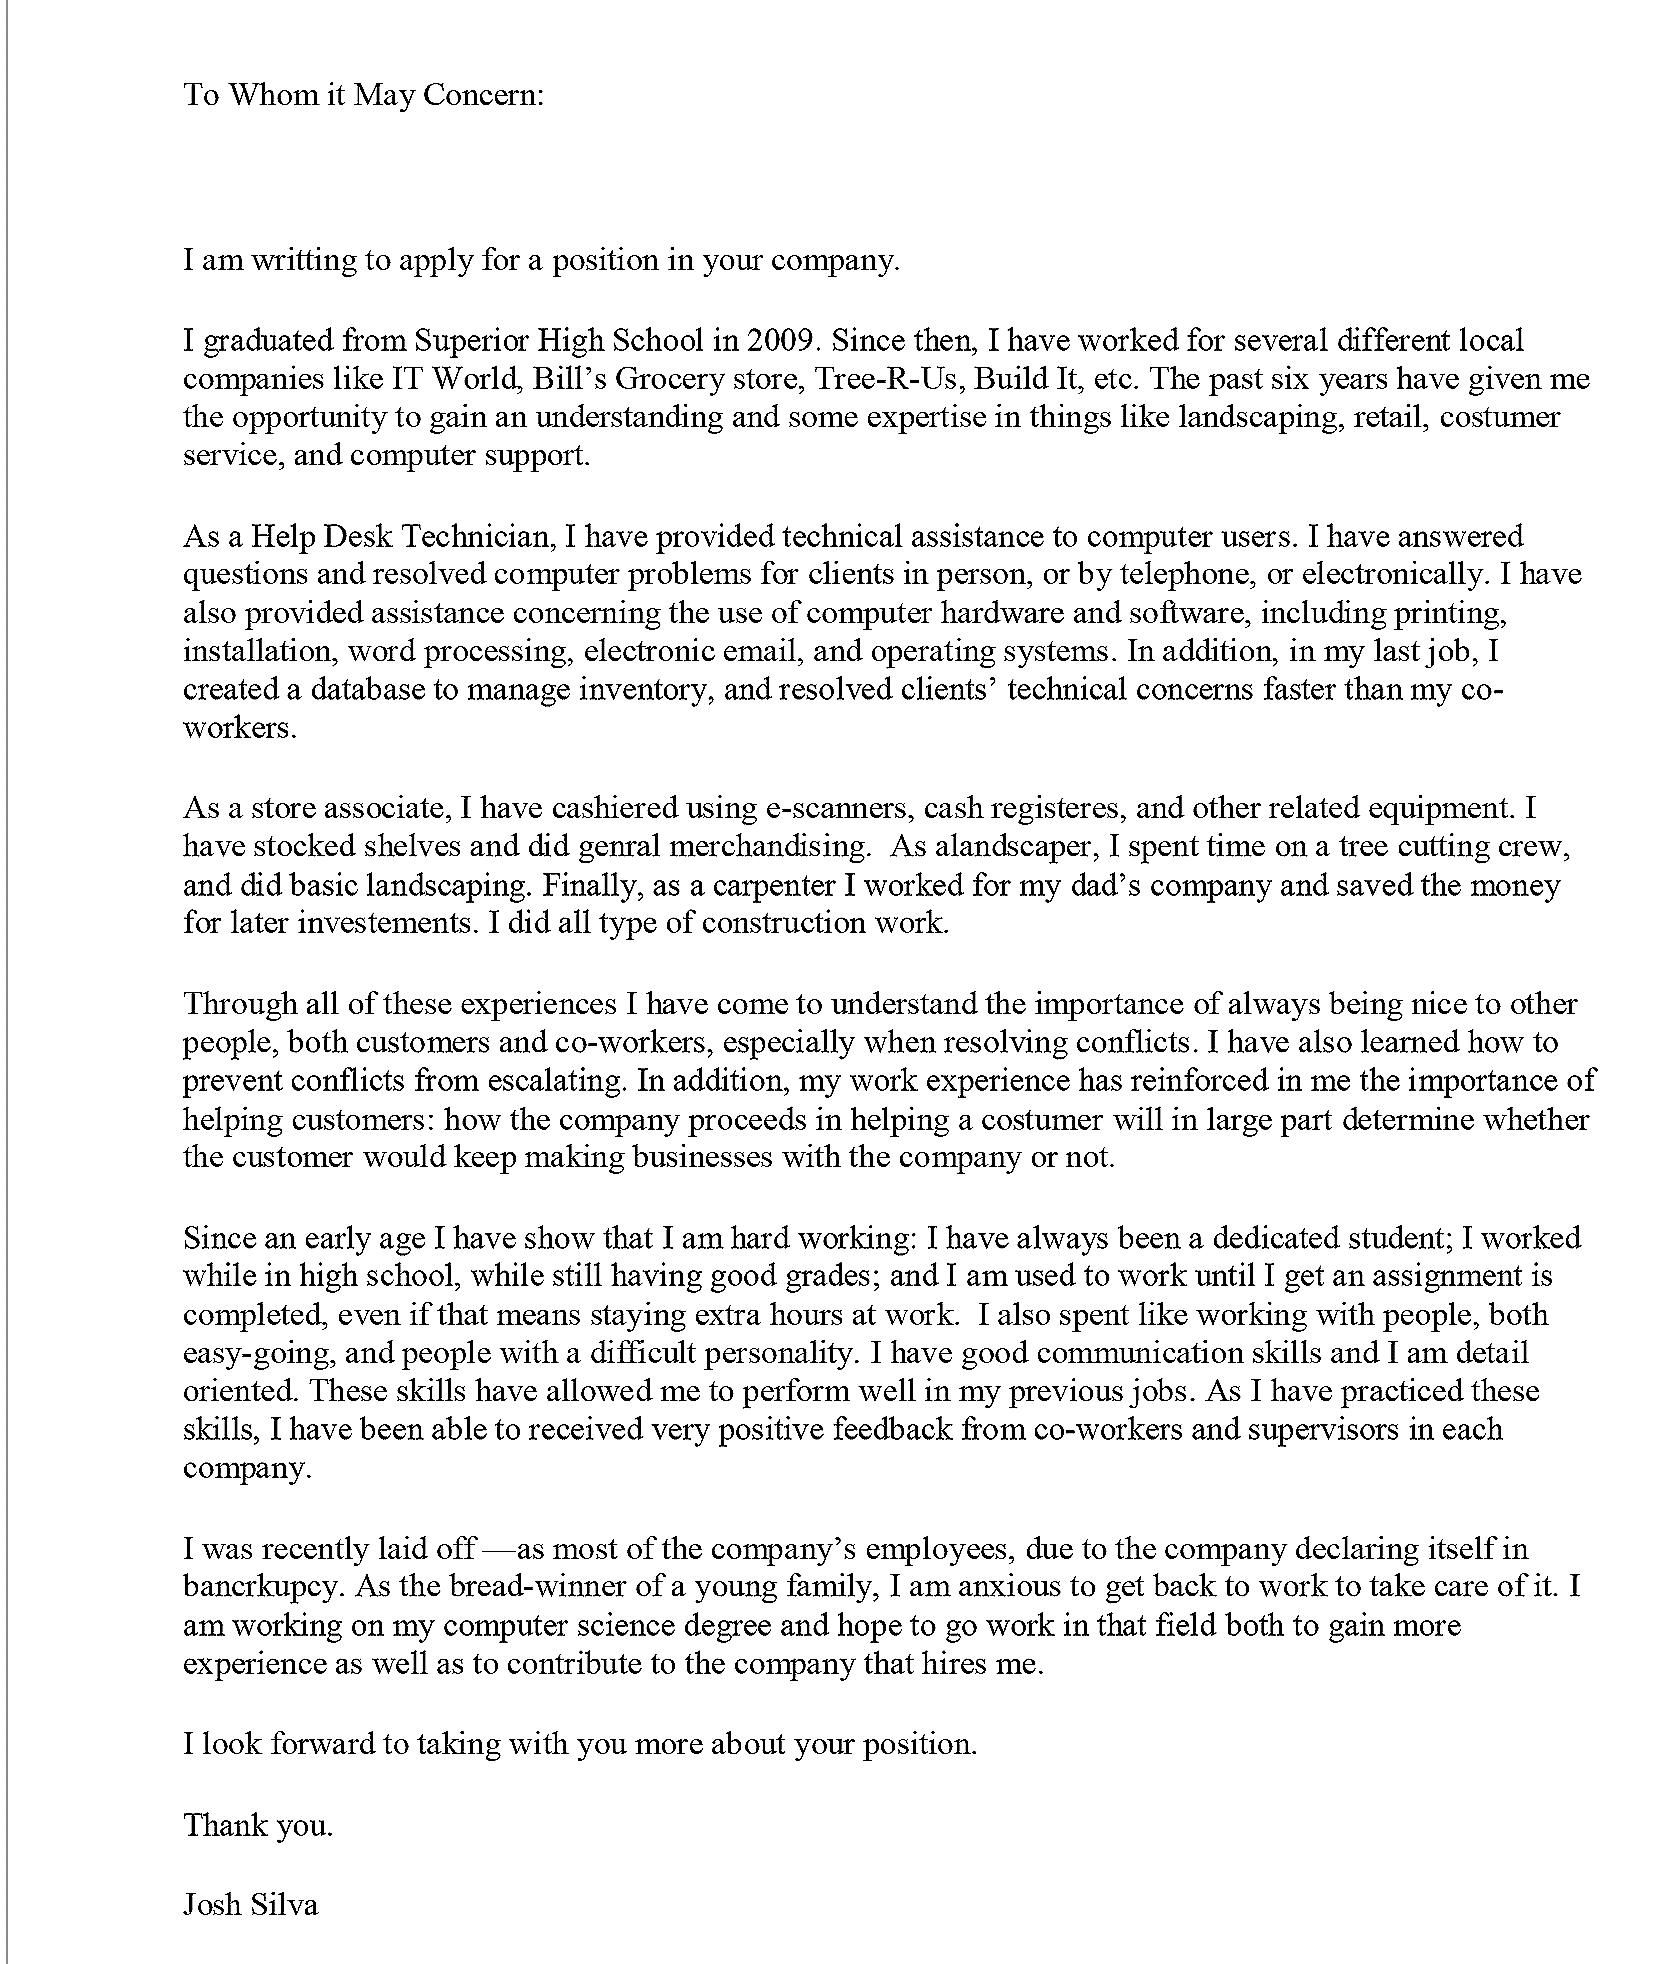 To Whom it May Concern:
I am writting to apply for a position in your company.
I graduated from Superior High School in 2009. Since then, I have worked for several different local
companies like IT World, Bill’s Grocery store, Tree-R-Us, Build It, etc. The past six years have given me
the opportunity to gain an understanding and some expertise in things like landscaping, retail, costumer
service, and computer support.
As a Help Desk Technician, I have provided technical assistance to computer users. I have answered
questions and resolved computer problems for clients in person, or by telephone, or electronically. I have
also provided assistance concerning the use of computer hardware and software, including printing,
installation, word processing, electronic email, and operating systems. In addition, in my last job, I
created a database to manage inventory, and resolved clients’ technical concerns faster than my co-
workers.
As a store associate, I have cashiered using e-scanners, cash registeres, and other related equipment. I
have stocked shelves and did genral merchandising.  As alandscaper, I spent time on a tree cutting crew,
and did basic landscaping. Finally, as a carpenter I worked for my dad’s company and saved the money
for later investements. I did all type of construction work.
Through all of these experiences I have come to understand the importance of always being nice to other
people, both customers and co-workers, especially when resolving conflicts. I have also learned how to
prevent conflicts from escalating. In addition, my work experience has reinforced in me the importance of
helping customers: how the company proceeds in helping a costumer will in large part determine whether
the customer would keep making businesses with the company or not.
Since an early age I have show that I am hard working: I have always been a dedicated student; I worked
while in high school, while still having good grades; and I am used to work until I get an assignment is
completed, even if that means staying extra hours at work.  I also spent like working with people, both
easy-going, and people with a difficult personality. I have good communication skills and I am detail
oriented. These skills have allowed me to perform well in my previous jobs. As I have practiced these
skills, I have been able to received very positive feedback from co-workers and supervisors in each
company.
I was recently laid off —as most of the company’s employees, due to the company declaring itself in
bancrkupcy. As the bread-winner of a young family, I am anxious to get back to work to take care of it. I
am working on my computer science degree and hope to go work in that field both to gain more
experience as well as to contribute to the company that hires me.
I look forward to taking with you more about your position.
Thank you.
Josh Silva